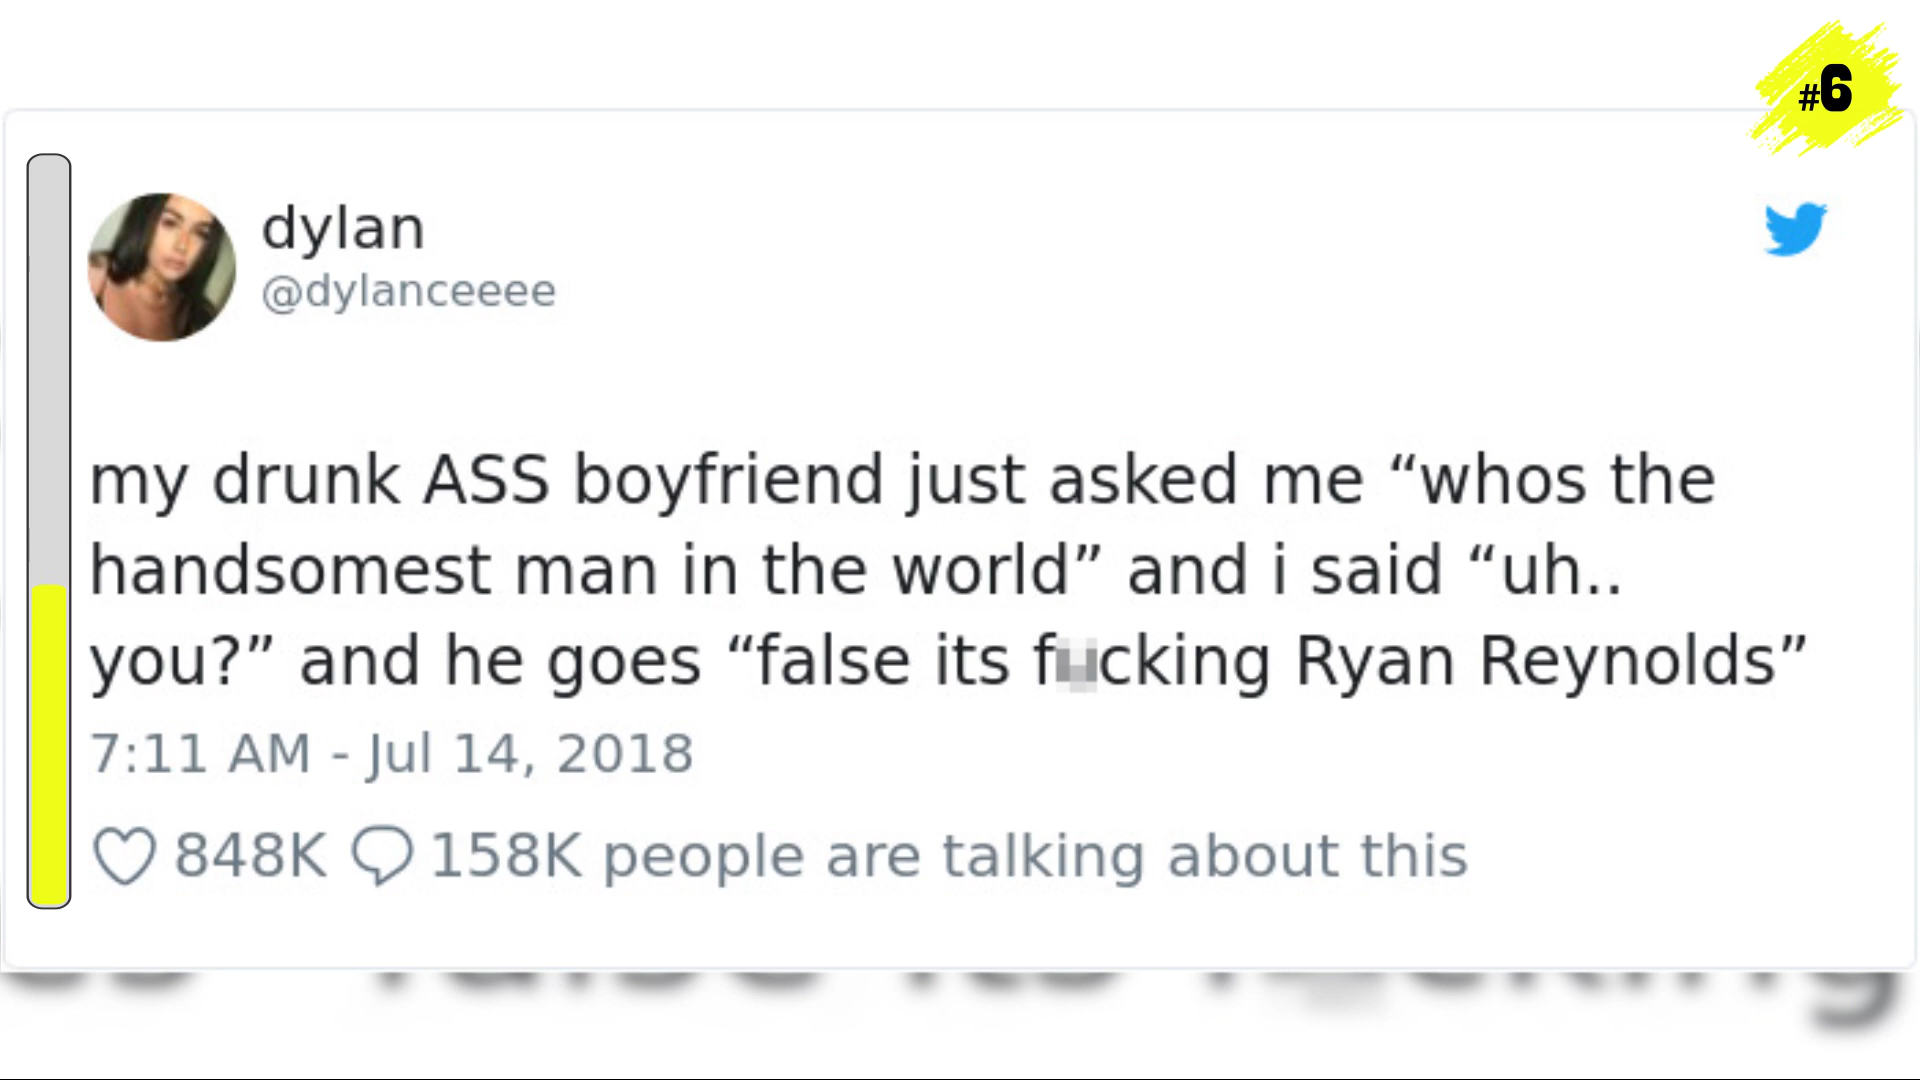 #6
dylan
@dylanceeee
my drunk ASS boyfriend just asked me “whos the
handsomest man in the world” and i said “uh..
you?” and he goes “false its f cking Ryan Reynolds”
7:11 AM - Jul 14, 2018
848K 158K people are talking about this